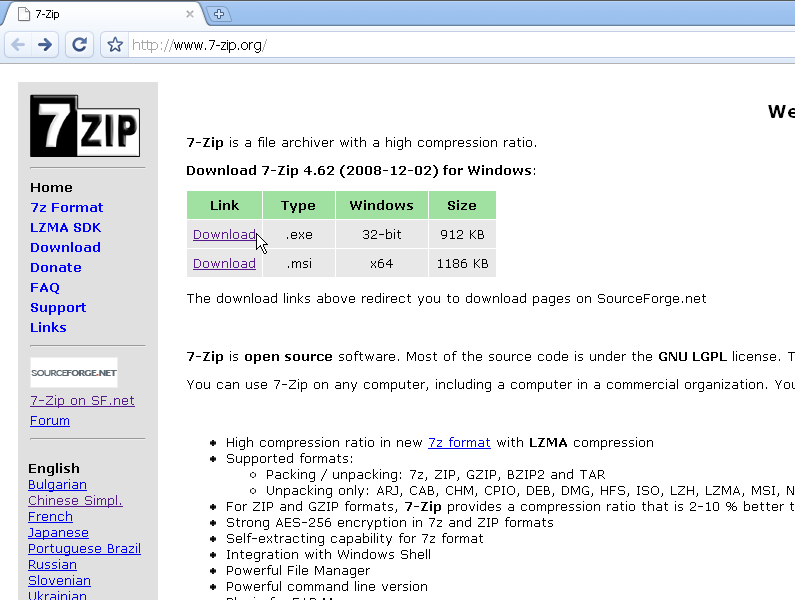 7-Zip
http://www.7-zip.org/
7ZIP
Home
7z Format
LZMA SDK
Download
Donate
FAQ
Support
Links
SOURCEFORGE.NET
7-Zip on SF.net
Forum
English
Bulgarian
Chinese Simpl.
French
Japanese
Portuguese Brazil
Russian
Slovenian
Ukrainian
We
7-Zip is a file archiver with a high compression ratio.
Download 7-Zip 4.62 (2008-12-02) for Windows:
Link Type Windows Size
Download .exe 32-bit 912 KB
Download .msi x64 1186 KB
The download links above redirect you to download pages on SourceForge.net
7-Zip is open source software. Most of the source code is under the GNU LGPL license. T
You can use 7-Zip on any computer, including a computer in a commercial organization. You
High compression ratio in new 7z format with LZMA compression
Supported formats:
Packing / unpacking: 7z, ZIP, GZIP, BZIP2 and TAR
Unpacking only: ARJ, CAB, CHM, CPIO, DEB, DMG, HFS, ISO, LZH, LZMA, MSI, N
For ZIP and GZIP formats, 7-Zip provides a compression ratio that is 2-10 % better t
Strong AES-256 encryption in 7z and ZIP formats
Self-extracting capability for 7z format
Integration with Windows Shell
Powerful File Manager
Powerful command line version